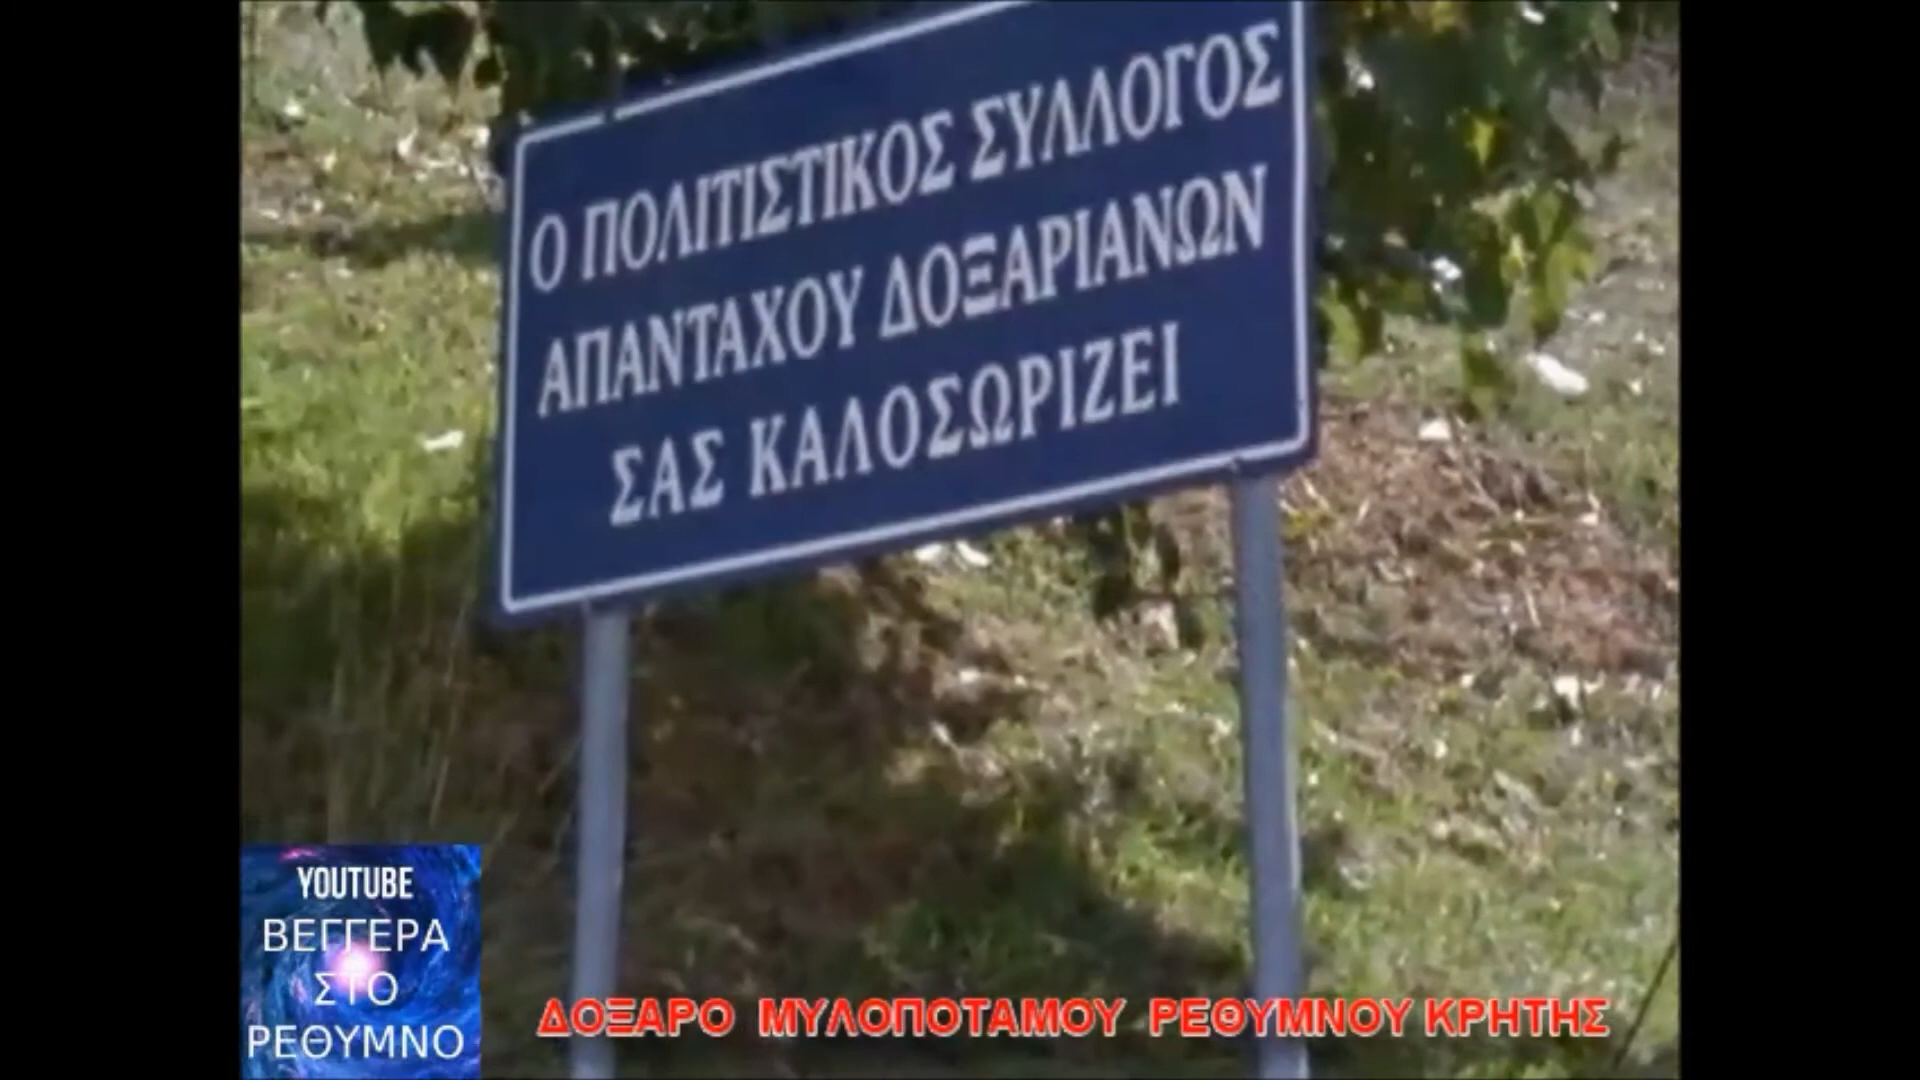 Ο ΠΟΛΙΤΙΣΤΙΚΟΣ ΣΥΛΛΟΓΟΣ
ΑΠΑΝΤΑΧΟΥ ΔΟΞΑΡΙΑΝΩΝ
ΣΑΣ ΚΑΛΟΣΩΡΙΖΕΙ
YOUTUBE
ΒΕΓΓΕΡΑ
ΣΤΟ
ΡΕΘΥΜΝΟ
ΔΟΞΑΡΟ ΜΥΛΟΠΟΤΑΜΟΥ ΡΕΘΥΜΝΟΥ ΚΡΗΤΗΣ